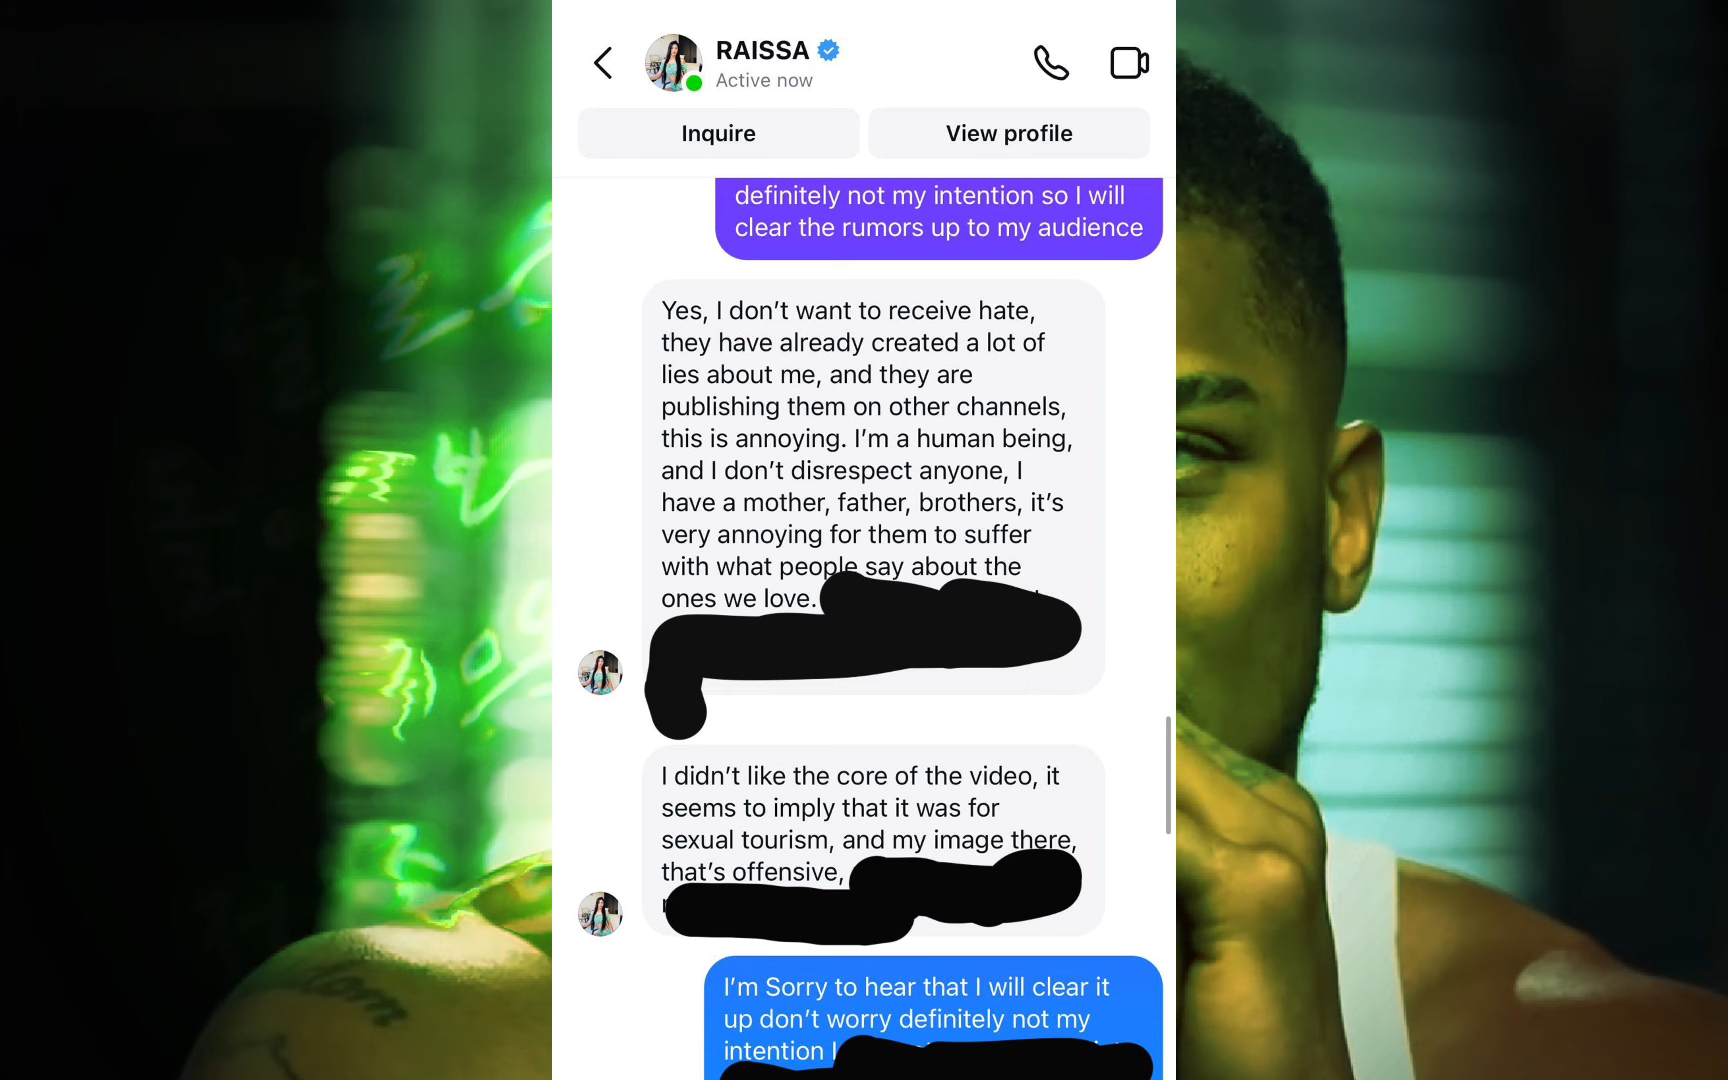 RAISSA
Active now
Inquire
View profile
definitely not my intention so I will
clear the rumors up to my audience
Yes, I don’t want to receive hate,
they have already created a lot of
lies about me, and they are
publishing them on other channels,
this is annoying. I’m a human being,
and I don’t disrespect anyone, I
have a mother, father, brothers, it’s
very annoying for them to suffer
with what people say about the
ones we love.
I didn’t like the core of the video, it
seems to imply that it was for
sexual tourism, and my image there,
that’s offensive,
I’m Sorry to hear that I will clear it
up don’t worry definitely not my
intention I